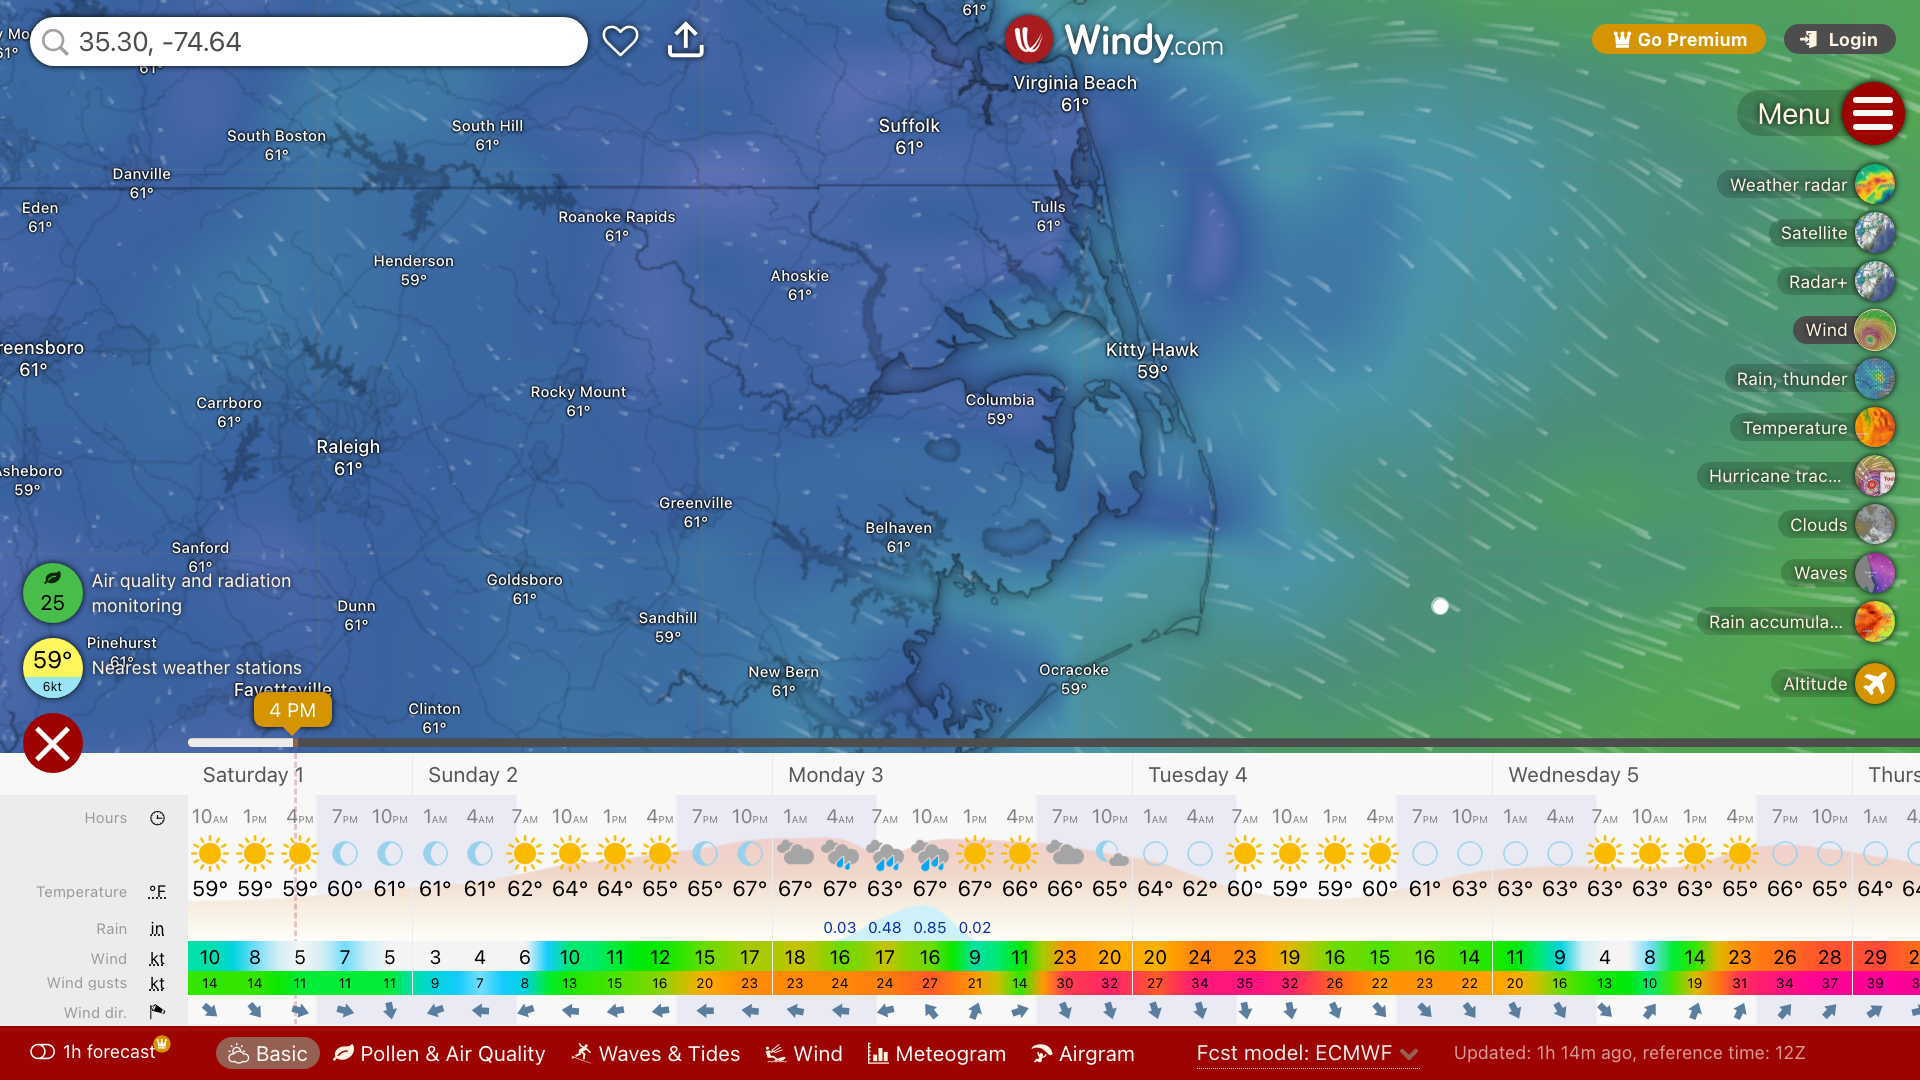 35.30, -74.64
Windy.com
Go Premium
Login
Menu
Weather radar
Satellite
Radar+
Wind
Rain, thunder
Temperature
Hurricane trac...
Clouds
Waves
Rain accumula...
Altitude
61°
61°
61°
Virginia Beach
61°
Suffolk
61°
South Boston
61°
South Hill
61°
Danville
61°
Eden
61°
Roanoke Rapids
61°
Tulls
61°
Henderson
59°
Ahoskie
61°
reensboro
61°
Kitty Hawk
59°
Carrboro
61°
Rocky Mount
61°
Columbia
59°
Raleigh
61°
sheboro
59°
Greenville
61°
Belhaven
61°
Sanford
61°
Goldsboro
61°
Dunn
61°
Sandhill
59°
Pinehurst
61°
New Bern
61°
Ocracoke
59°
Fayetteville
Clinton
61°
25
Air quality and radiation
monitoring
59°
6kt
Nearest weather stations
4 PM
Saturday 1 Sunday 2 Monday 3 Tuesday 4 Wednesday 5 Thurs
Hours 10AM 1PM 4PM 7PM 10PM 1AM 4AM 7AM 10AM 1PM 4PM 7PM 10PM 1AM 4AM 7AM 10AM 1PM 4PM 7PM 10PM 1AM 4AM 7AM 10AM 1PM 4PM 7PM 10PM 1AM 4AM 7AM 10AM 1PM 4PM 7PM 10PM 1AM
Temperature °F 59° 59° 59° 60° 61° 61° 61° 62° 64° 64° 65° 65° 67° 67° 67° 63° 67° 67° 66° 66° 65° 64° 62° 60° 59° 59° 60° 61° 63° 63° 63° 63° 63° 63° 65° 66° 65° 64°
Rain in 0.03 0.48 0.85 0.02
Wind kt 10 8 5 7 5 3 4 6 10 11 12 15 17 18 16 17 16 9 11 23 20 20 24 23 19 16 15 16 14 11 9 4 8 14 23 26 28 29
Wind gusts kt 14 14 11 11 11 9 7 8 13 15 16 20 23 23 24 24 27 21 14 30 32 27 34 35 32 26 22 23 22 20 16 13 10 19 31 34 37 39
Wind dir.
1h forecast
Basic
Pollen & Air Quality
Waves & Tides
Wind
Meteogram
Airgram
Fcst model: ECMWF
Updated: 1h 14m ago, reference time: 12Z